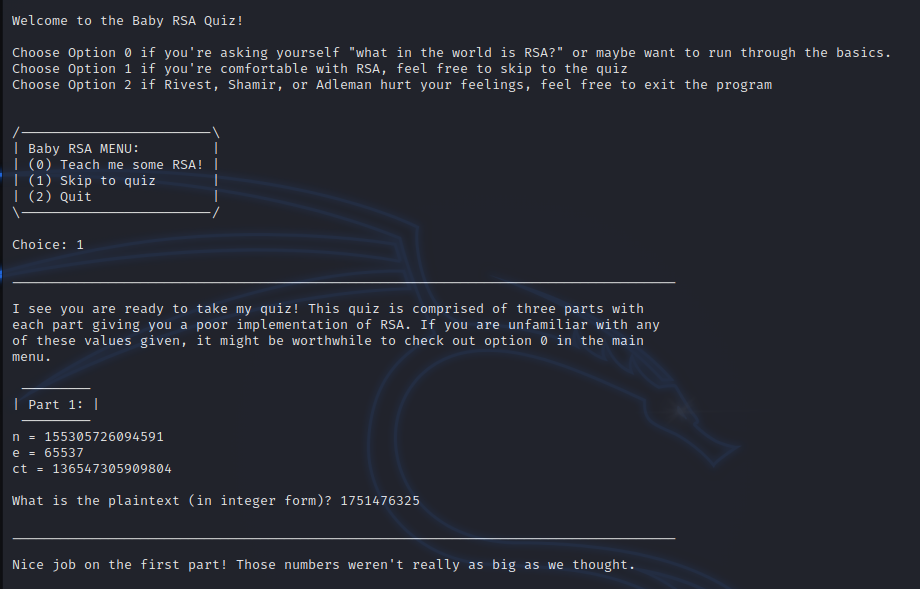 Welcome to the Baby RSA Quiz!
Choose Option 0 if you're asking yourself "what in the world is RSA?" or maybe want to run through the basics.
Choose Option 1 if you're comfortable with RSA, feel free to skip to the quiz
Choose Option 2 if Rivest, Shamir, or Adleman hurt your feelings, feel free to exit the program
/————————————————————————\
| Baby RSA MENU:         |
| (0) Teach me some RSA! |
| (1) Skip to quiz       |
| (2) Quit               |
\————————————————————————/
Choice: 1
I see you are ready to take my quiz! This quiz is comprised of three parts with
each part giving you a poor implementation of RSA. If you are unfamiliar with any
of these values given, it might be worthwhile to check out option 0 in the main
menu.
| Part 1: |
n = 155305726094591
e = 65537
ct = 136547305909804
What is the plaintext (in integer form)? 1751476325
Nice job on the first part! Those numbers weren't really as big as we thought.